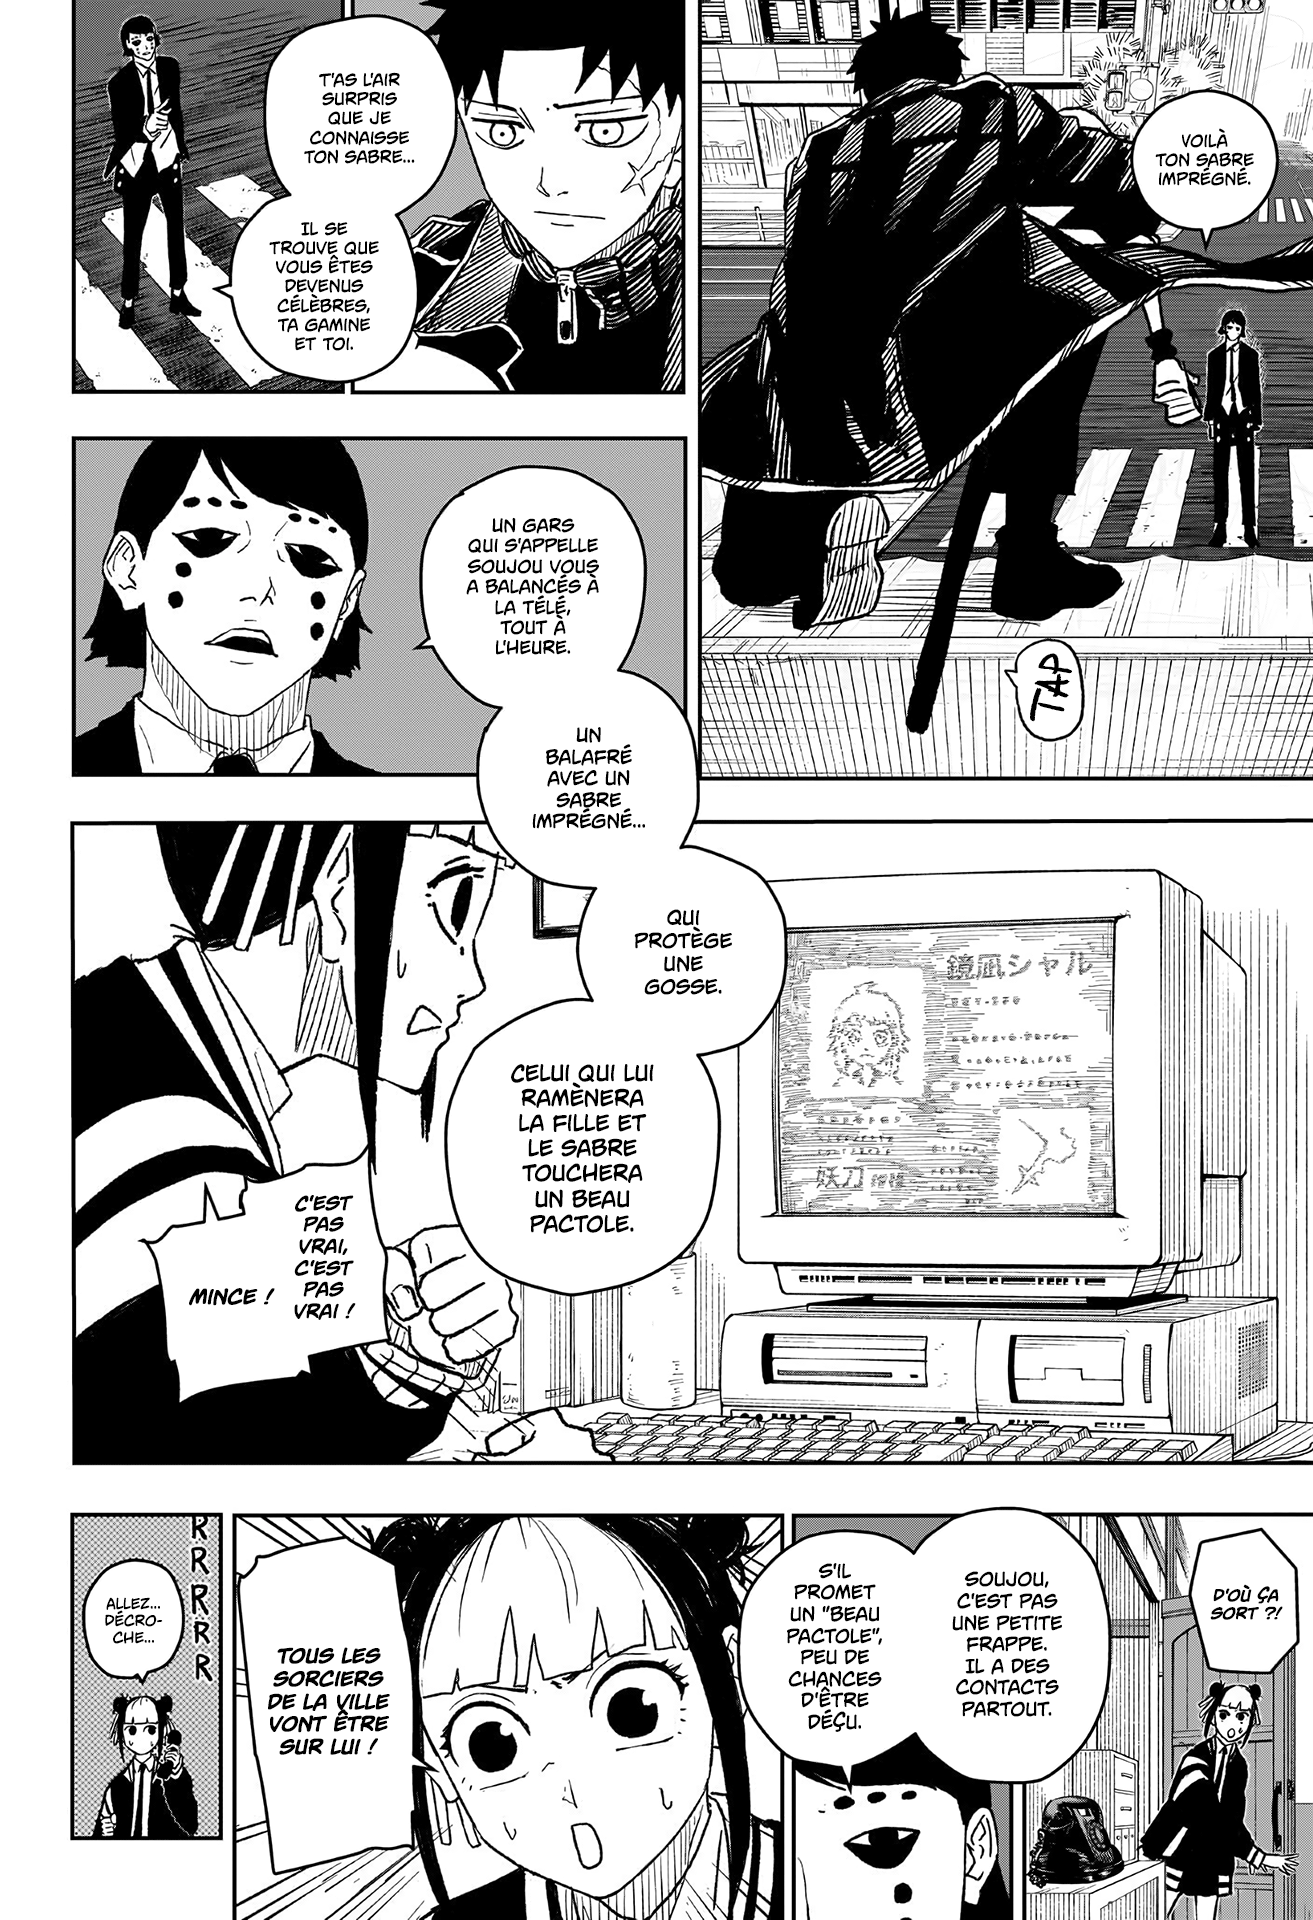 VOILÀ
TON SABRE
IMPRÉGNÉ.
TAP
T'AS L'AIR
SURPRIS
QUE JE
CONNAISSE
TON SABRE...
IL SE
TROUVE QUE
VOUS ÊTES
DEVENUS
CÉLÈBRES,
TA GAMINE
ET TOI.
UN GARS
QUI S'APPELLE
SOUJOU VOUS
A BALANCÉS À
LA TÉLÉ,
TOUT À
L'HEURE.
UN
BALAFRÉ
AVEC UN
SABRE
IMPRÉGNÉ...
QUI
PROTÈGE
UNE
GOSSE.
CELUI QUI LUI
RAMÈNERA
LA FILLE ET
LE SABRE
TOUCHERA
UN BEAU
PACTOLE.
鏡凪シャル
妖刀
C'EST
PAS
VRAI,
C'EST
PAS
VRAI !
MINCE !
D'OÙ ÇA
SORT ?!
SOUJOU,
C'EST PAS
UNE PETITE
FRAPPE.
IL A DES
CONTACTS
PARTOUT.
S'IL
PROMET
UN "BEAU
PACTOLE",
PEU DE
CHANCES
D'ÊTRE
DÉÇU.
TOUS LES
SORCIERS
DE LA VILLE
VONT ÊTRE
SUR LUI !
RRRRR
ALLEZ...
DÉCRO-
CHE...